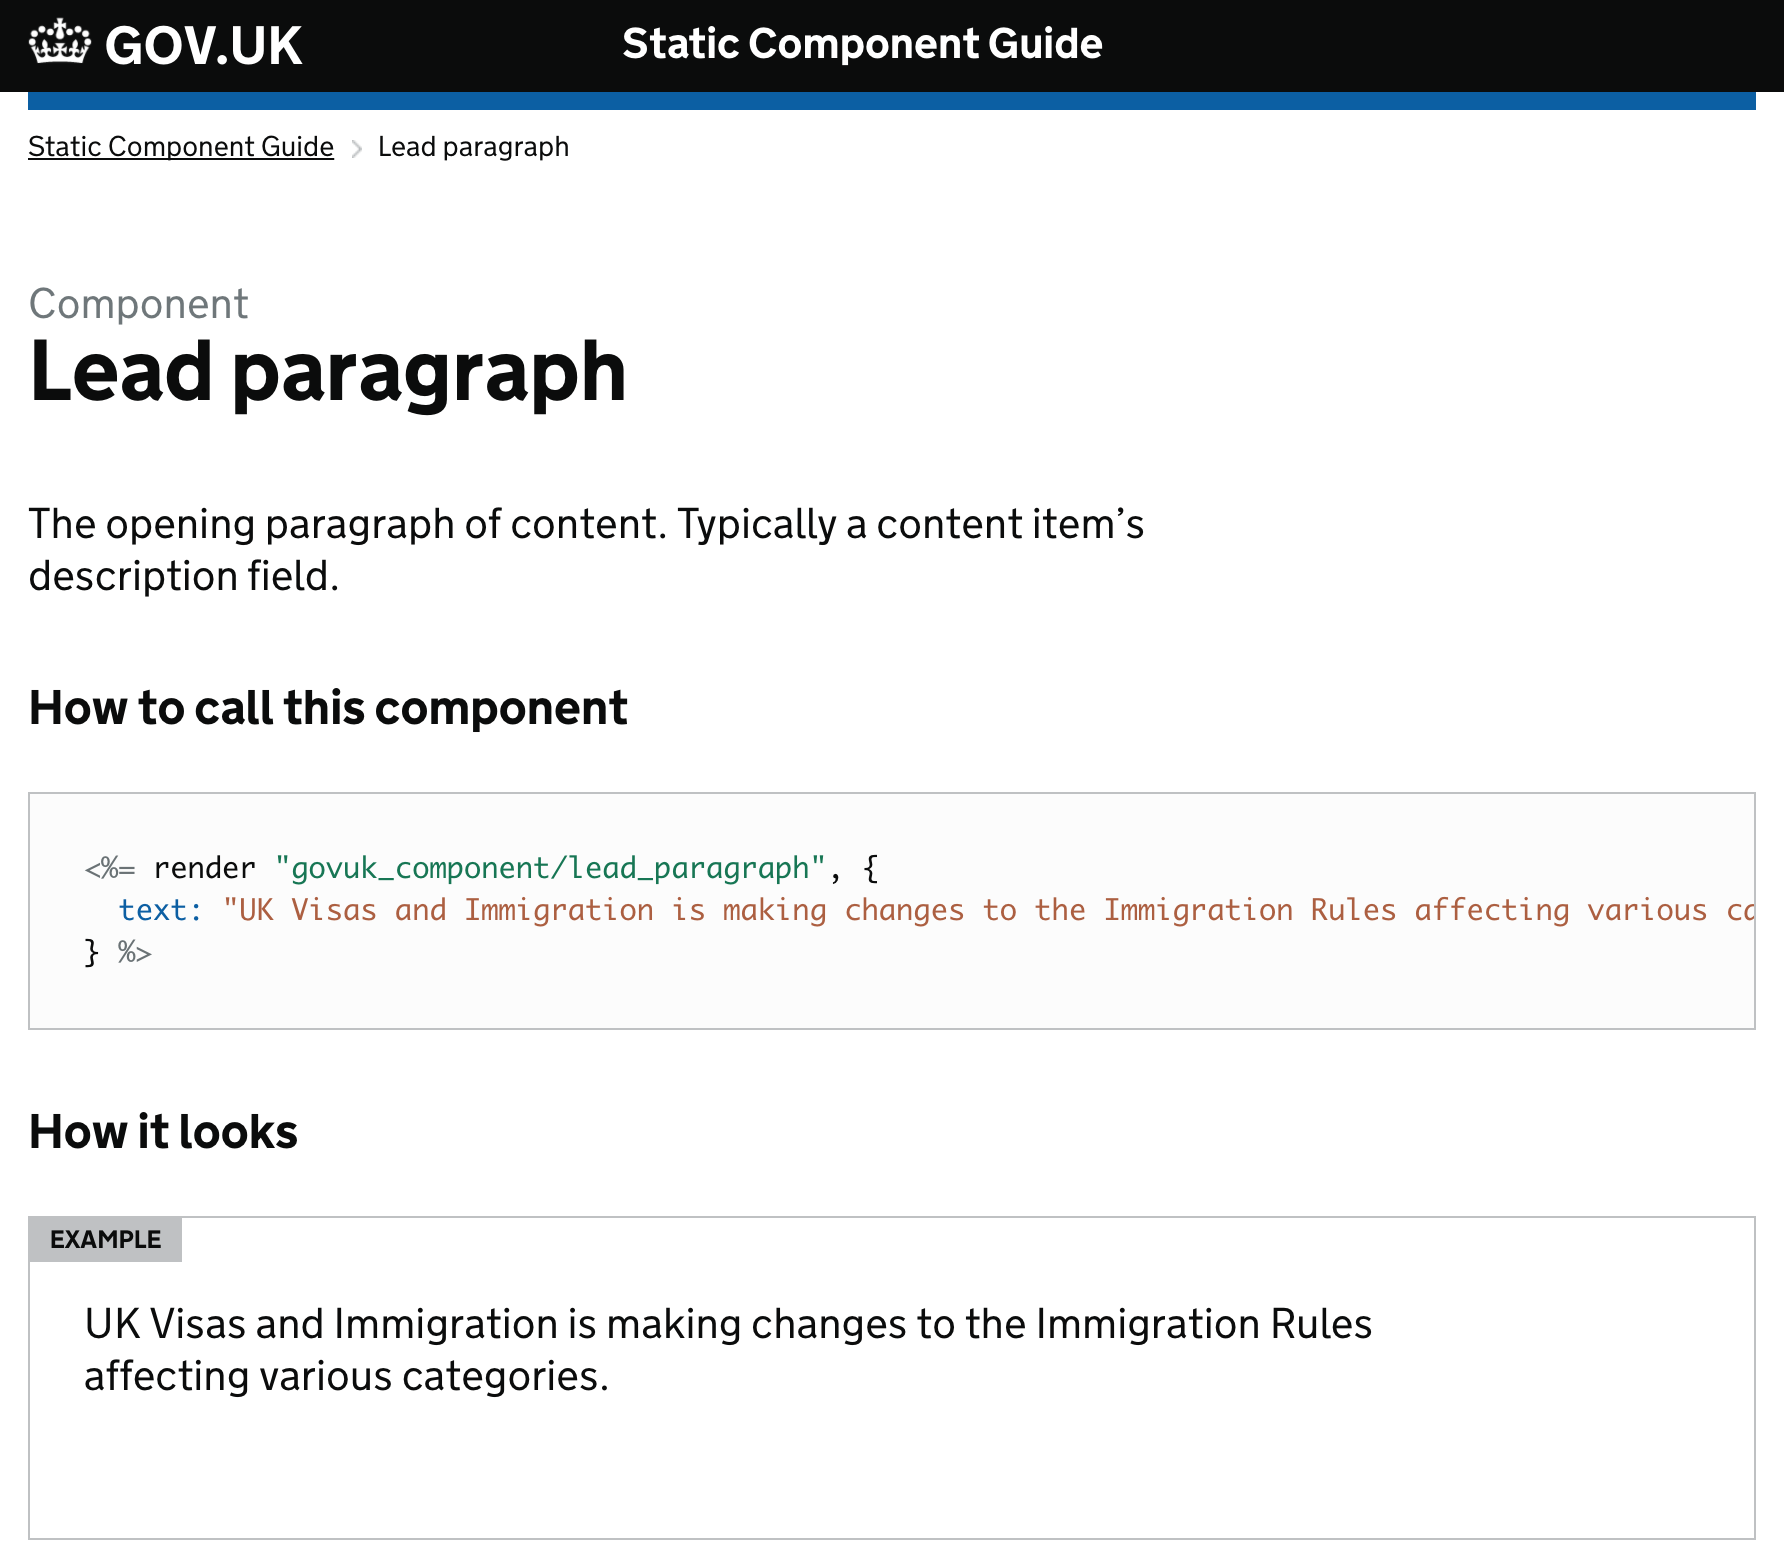 GOV.UK
Static Component Guide
Static Component Guide > Lead paragraph
Component
Lead paragraph
The opening paragraph of content. Typically a content item’s
description field.
How to call this component
<%= render "govuk_component/lead_paragraph", {
  text: "UK Visas and Immigration is making changes to the Immigration Rules affecting various
} %>
How it looks
EXAMPLE
UK Visas and Immigration is making changes to the Immigration Rules
affecting various categories.